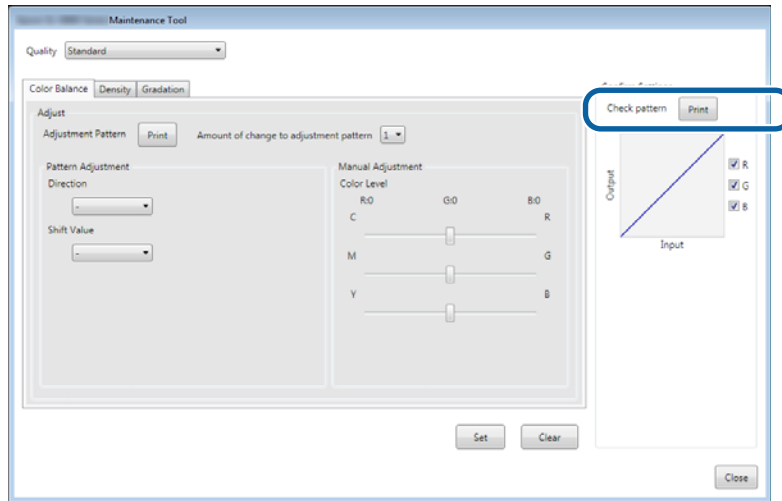 Maintenance Tool
Quality Standard
Color Balance Density Gradation
Adjust
Adjustment Pattern Print Amount of change to adjustment pattern 1
Pattern Adjustment
Direction
-
Shift Value
-
Manual Adjustment
Color Level
R:0 G:0 B:0
C R
M G
Y B
Check pattern Print
Output
Input
R
G
B
Set Clear
Close